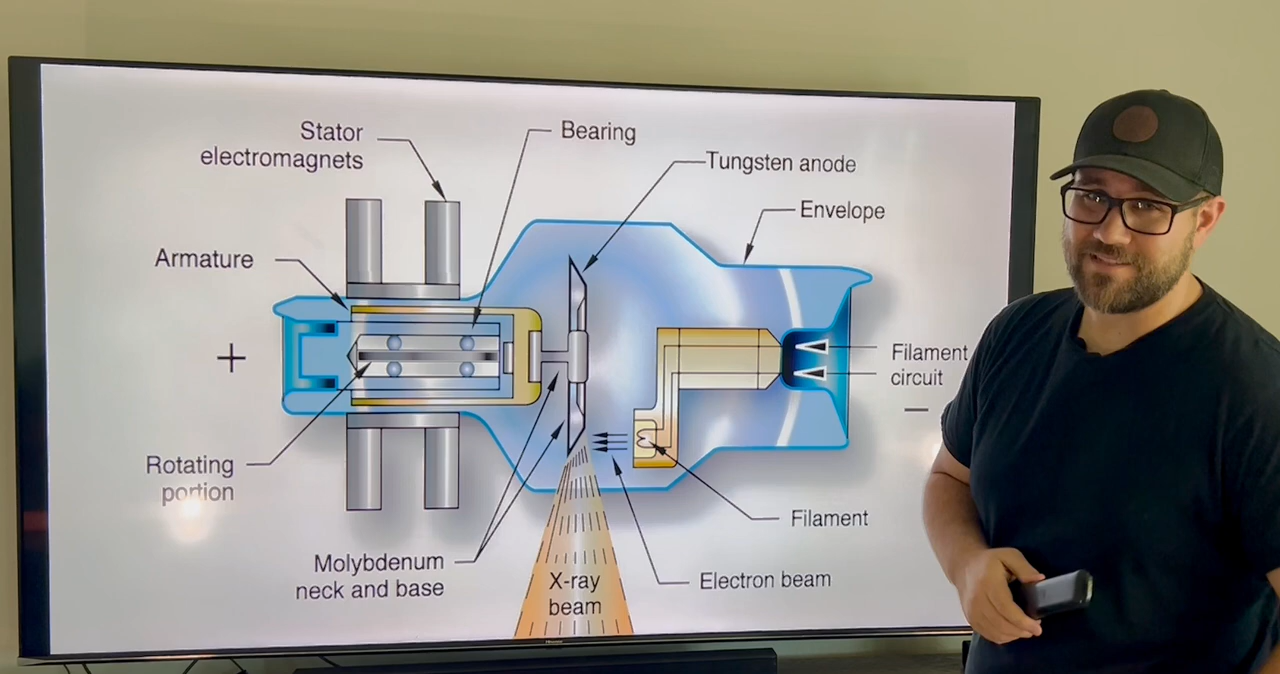 Stator
electromagnets
Bearing
Tungsten anode
Envelope
Armature
+
Filament
circuit
—
Rotating
portion
Filament
Molybdenum
neck and base
X-ray
beam
Electron beam
Hisense